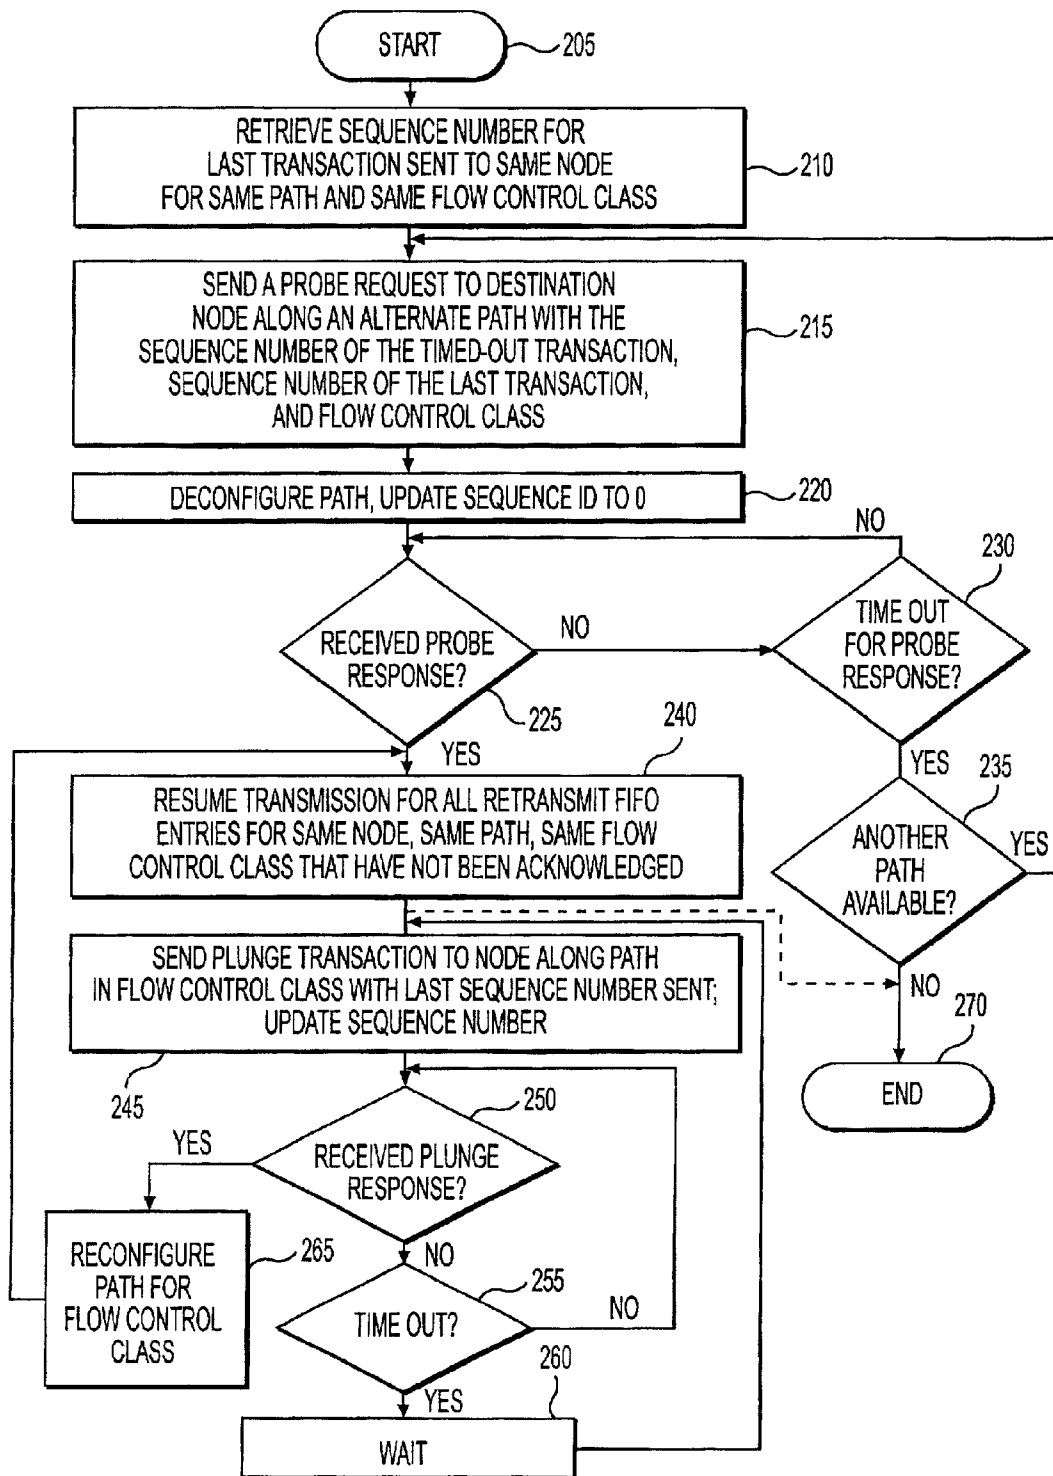 START
205
RETRIEVE SEQUENCE NUMBER FOR
LAST TRANSACTION SENT TO SAME NODE
FOR SAME PATH AND SAME FLOW CONTROL CLASS
210
SEND A PROBE REQUEST TO DESTINATION
NODE ALONG AN ALTERNATE PATH WITH THE
SEQUENCE NUMBER OF THE TIMED-OUT TRANSACTION,
SEQUENCE NUMBER OF THE LAST TRANSACTION,
AND FLOW CONTROL CLASS
215
DECONFIGURE PATH, UPDATE SEQUENCE ID TO 0
220
NO
230
RECEIVED PROBE
RESPONSE?
NO
TIME OUT
FOR PROBE
RESPONSE?
225
YES
240
YES
235
RESUME TRANSMISSION FOR ALL RETRANSMIT FIFO
ENTRIES FOR SAME NODE, SAME PATH, SAME FLOW
CONTROL CLASS THAT HAVE NOT BEEN ACKNOWLEDGED
ANOTHER
PATH
AVAILABLE?
YES
SEND PLUNGE TRANSACTION TO NODE ALONG PATH
IN FLOW CONTROL CLASS WITH LAST SEQUENCE NUMBER SENT;
UPDATE SEQUENCE NUMBER
NO
270
END
245
250
YES
RECEIVED PLUNGE
RESPONSE?
RECONFIGURE
PATH FOR
FLOW CONTROL
CLASS
265
NO
255
TIME OUT?
NO
260
YES
WAIT